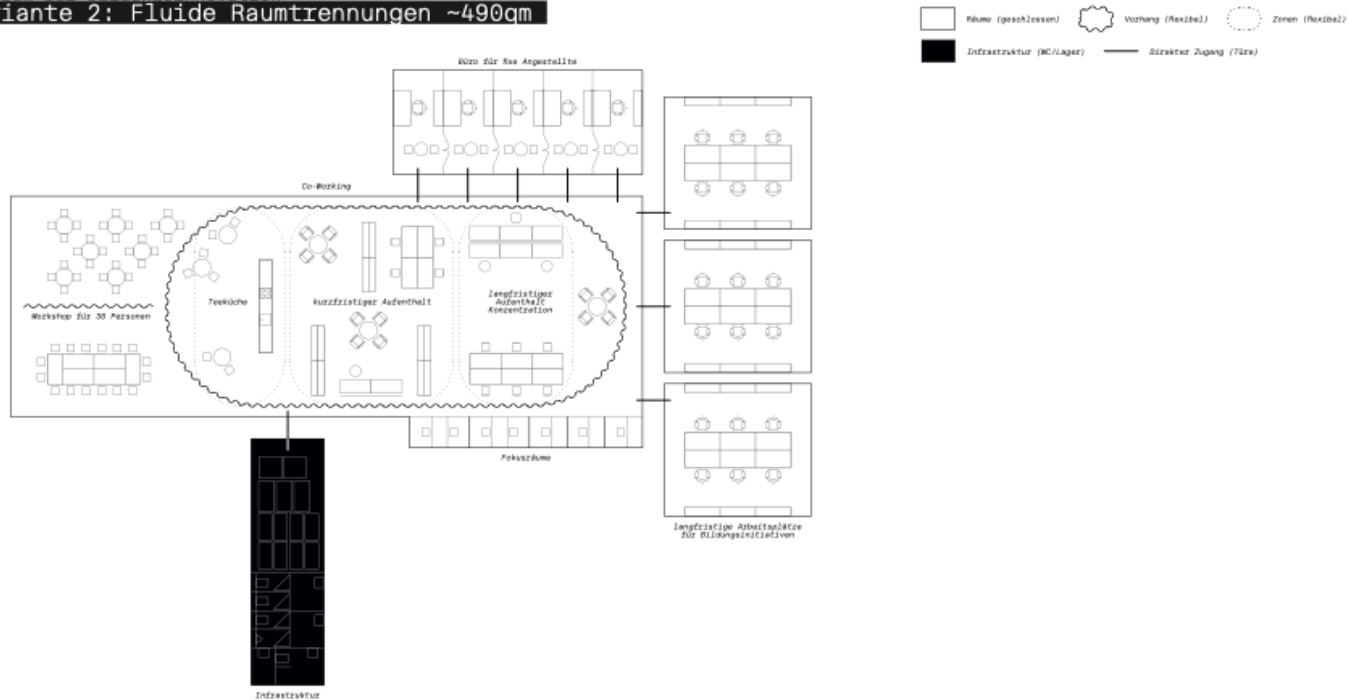 iante 2: Fluide Raumtrennungen ~490qm
Räume (geschlossen)
Vorhang (flexibel)
Zonen (flexibel)
Infrastruktur (WC/Lager)
Direkter Zugang (Türe)
Büro für fixe Angestellte
Co-Working
Teeküche
kurzfristiger Aufenthalt
langfristiger
Aufenthalt
Konzentration
Workshop für 30 Personen
Fokusräume
langfristige Arbeitsplätze
für Bildungsinitiativen
Infrastruktur